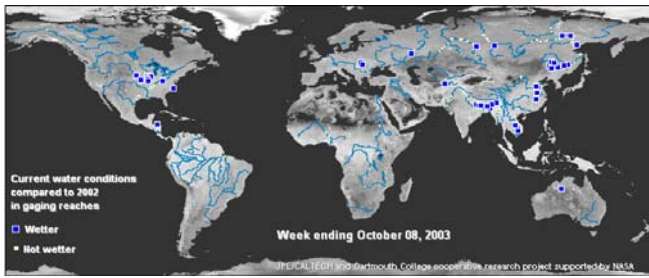 Current water conditions
compared to 2002
in gaging reaches
Wetter
Not wetter
Week ending October 08, 2003
JPL/CALTECH and Dartmouth College cooperative research project supported by NASA